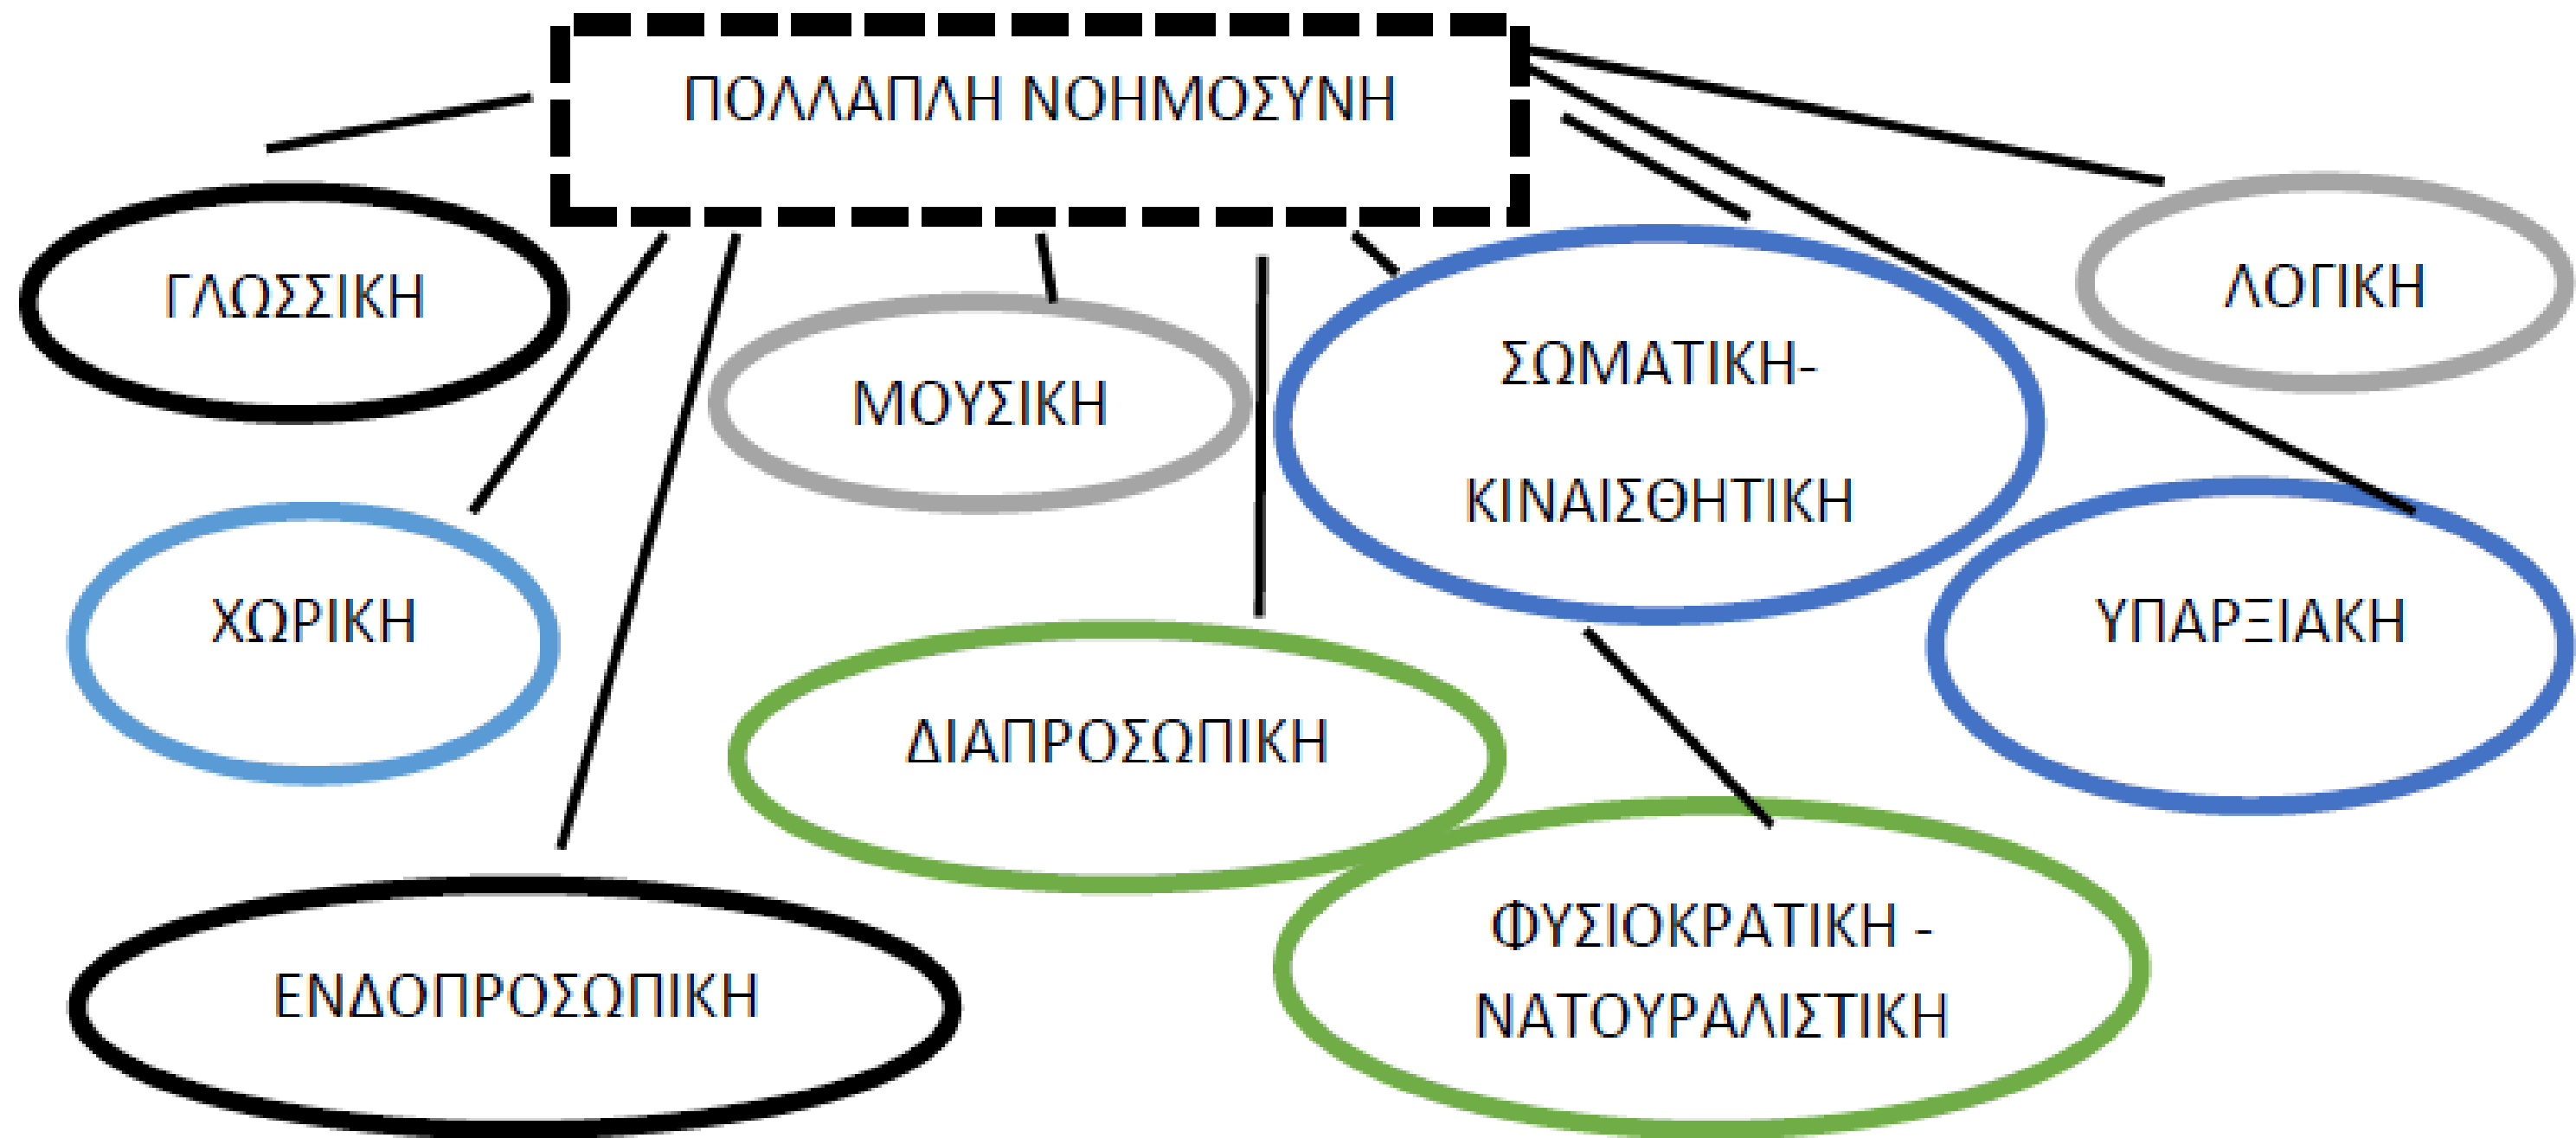 ΠΟΛΛΑΠΛΗ ΝΟΗΜΟΣΥΝΗ
ΓΛΩΣΣΙΚΗ
ΛΟΓΙΚΗ
ΜΟΥΣΙΚΗ
ΣΩΜΑΤΙΚΗ-
ΚΙΝΑΙΣΘΗΤΙΚΗ
ΧΩΡΙΚΗ
ΥΠΑΡΞΙΑΚΗ
ΔΙΑΠΡΟΣΩΠΙΚΗ
ΕΝΔΟΠΡΟΣΩΠΙΚΗ
ΦΥΣΙΟΚΡΑΤΙΚΗ -
ΝΑΤΟΥΡΑΛΙΣΤΙΚΗ